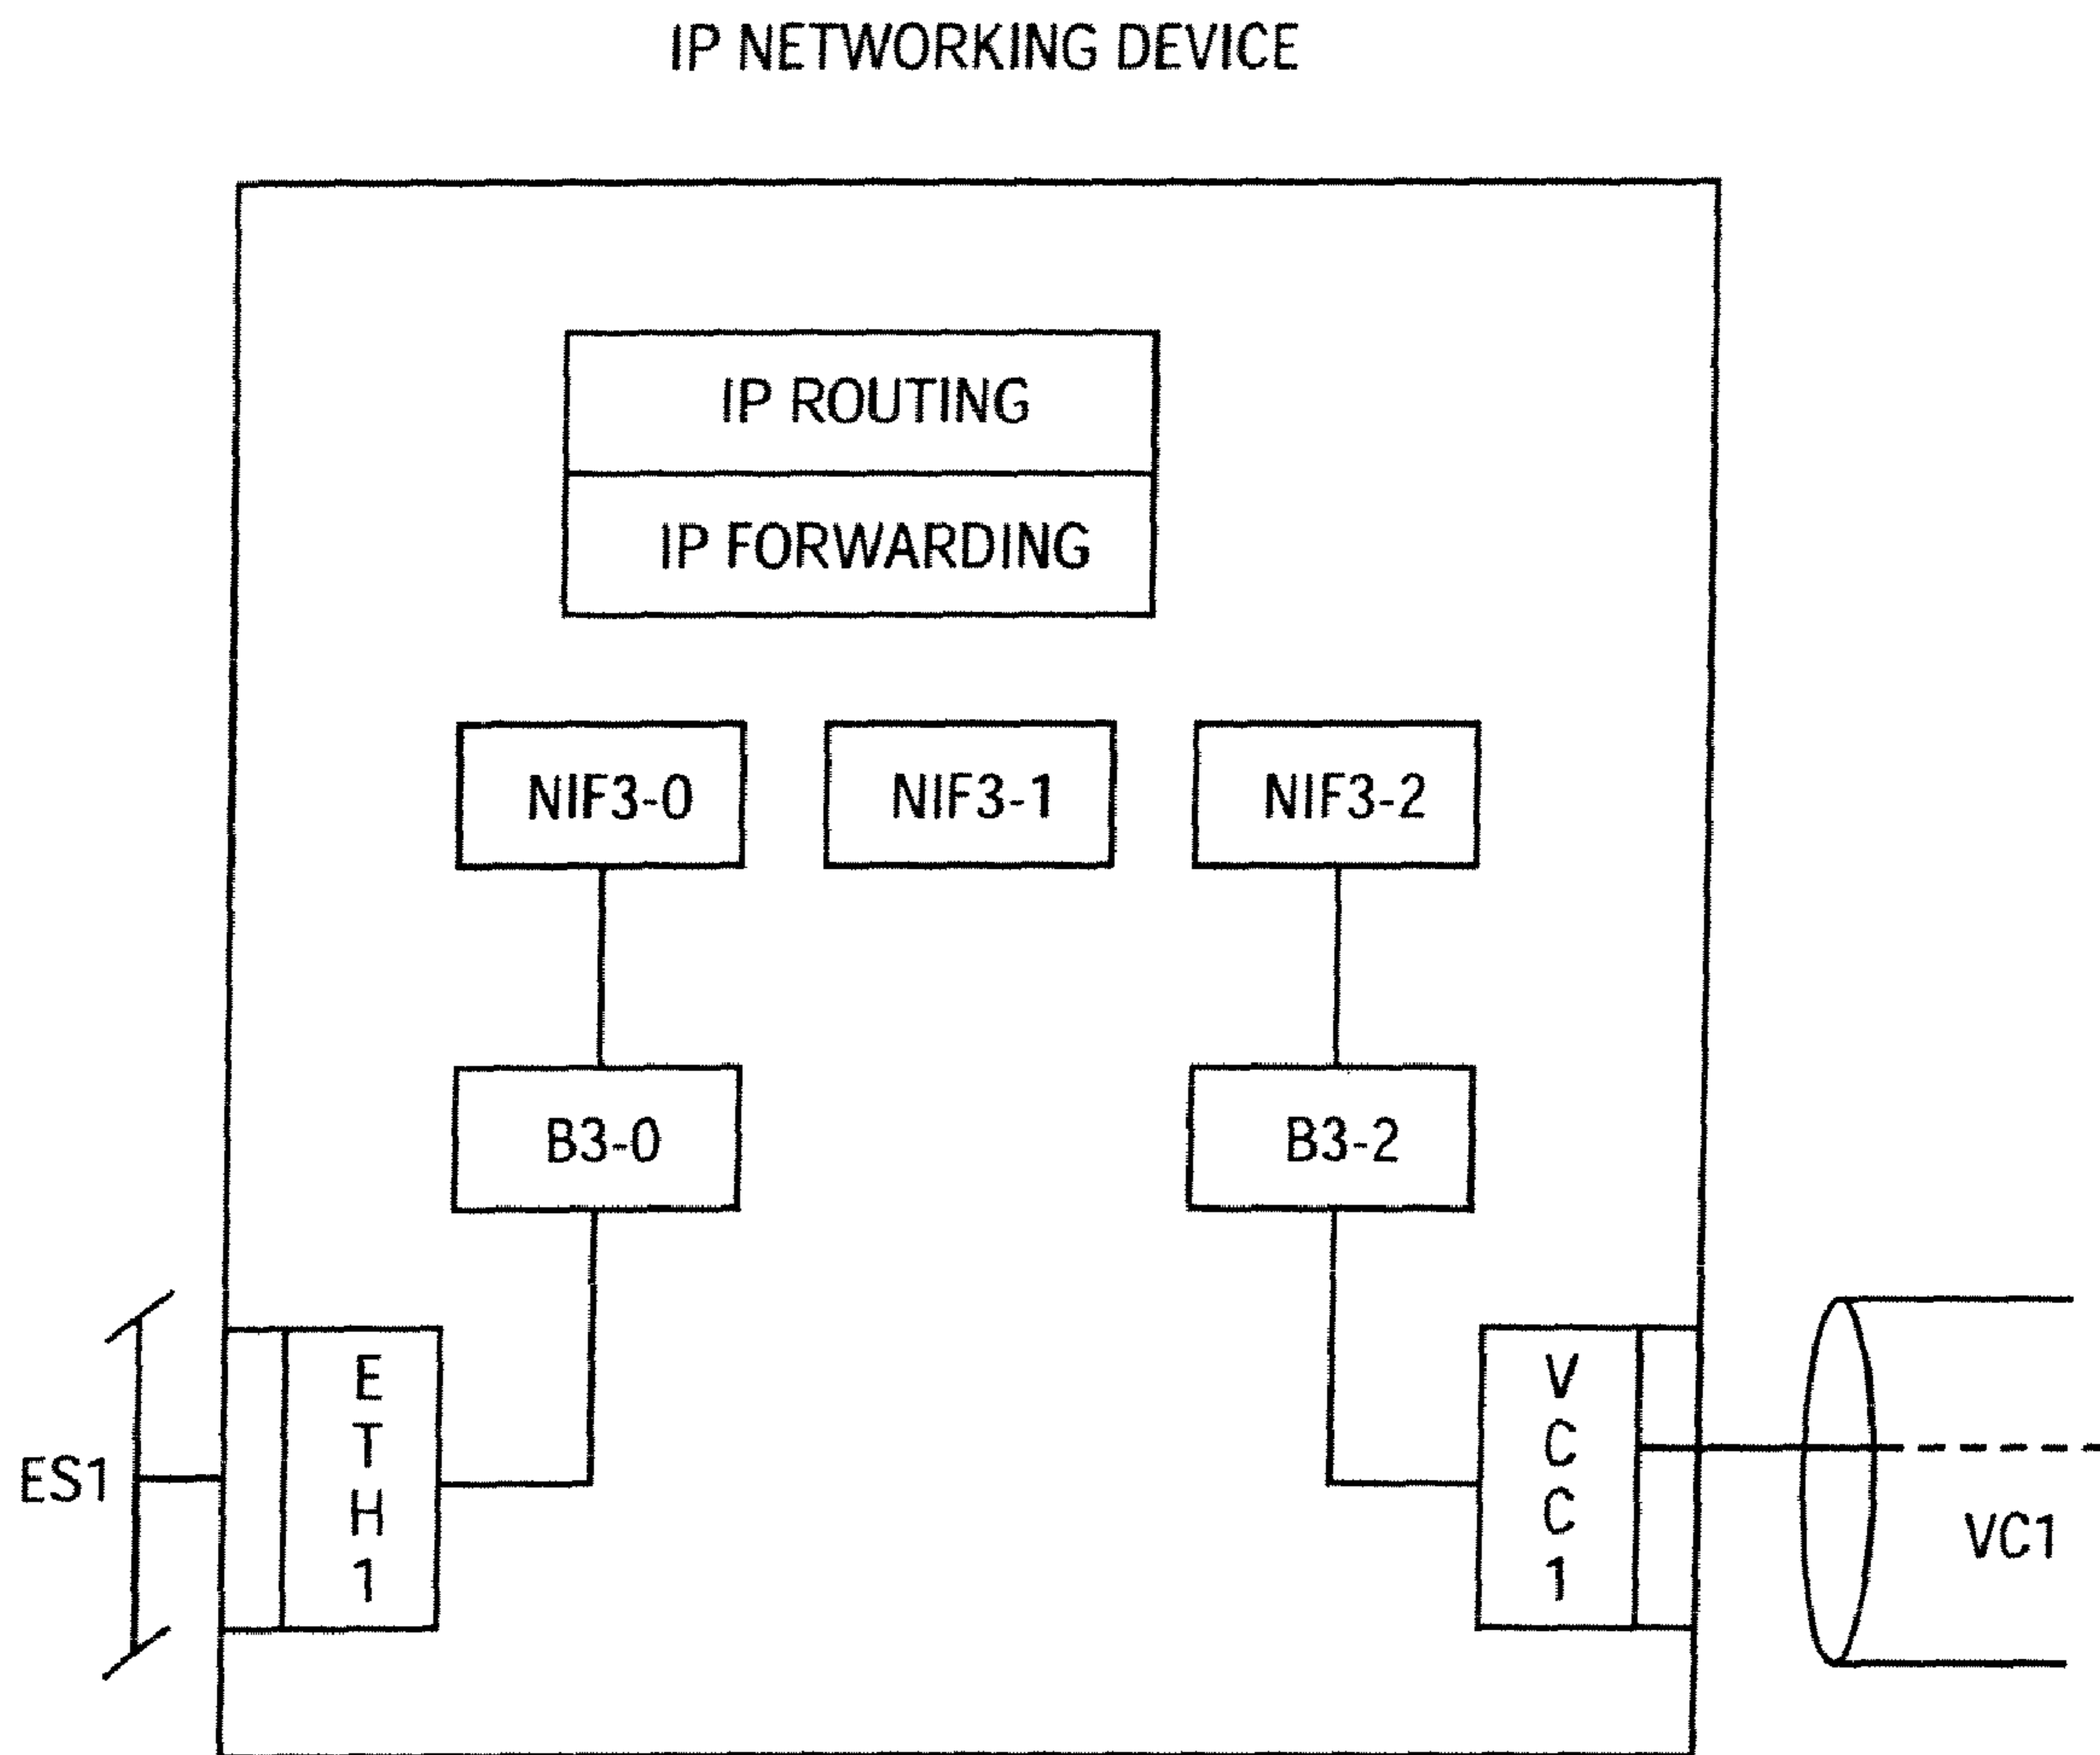 IP NETWORKING DEVICE
IP ROUTING
IP FORWARDING
NIF3-0
NIF3-1
NIF3-2
B3-0
B3-2
ES1
ETH1
VCC1
VC1